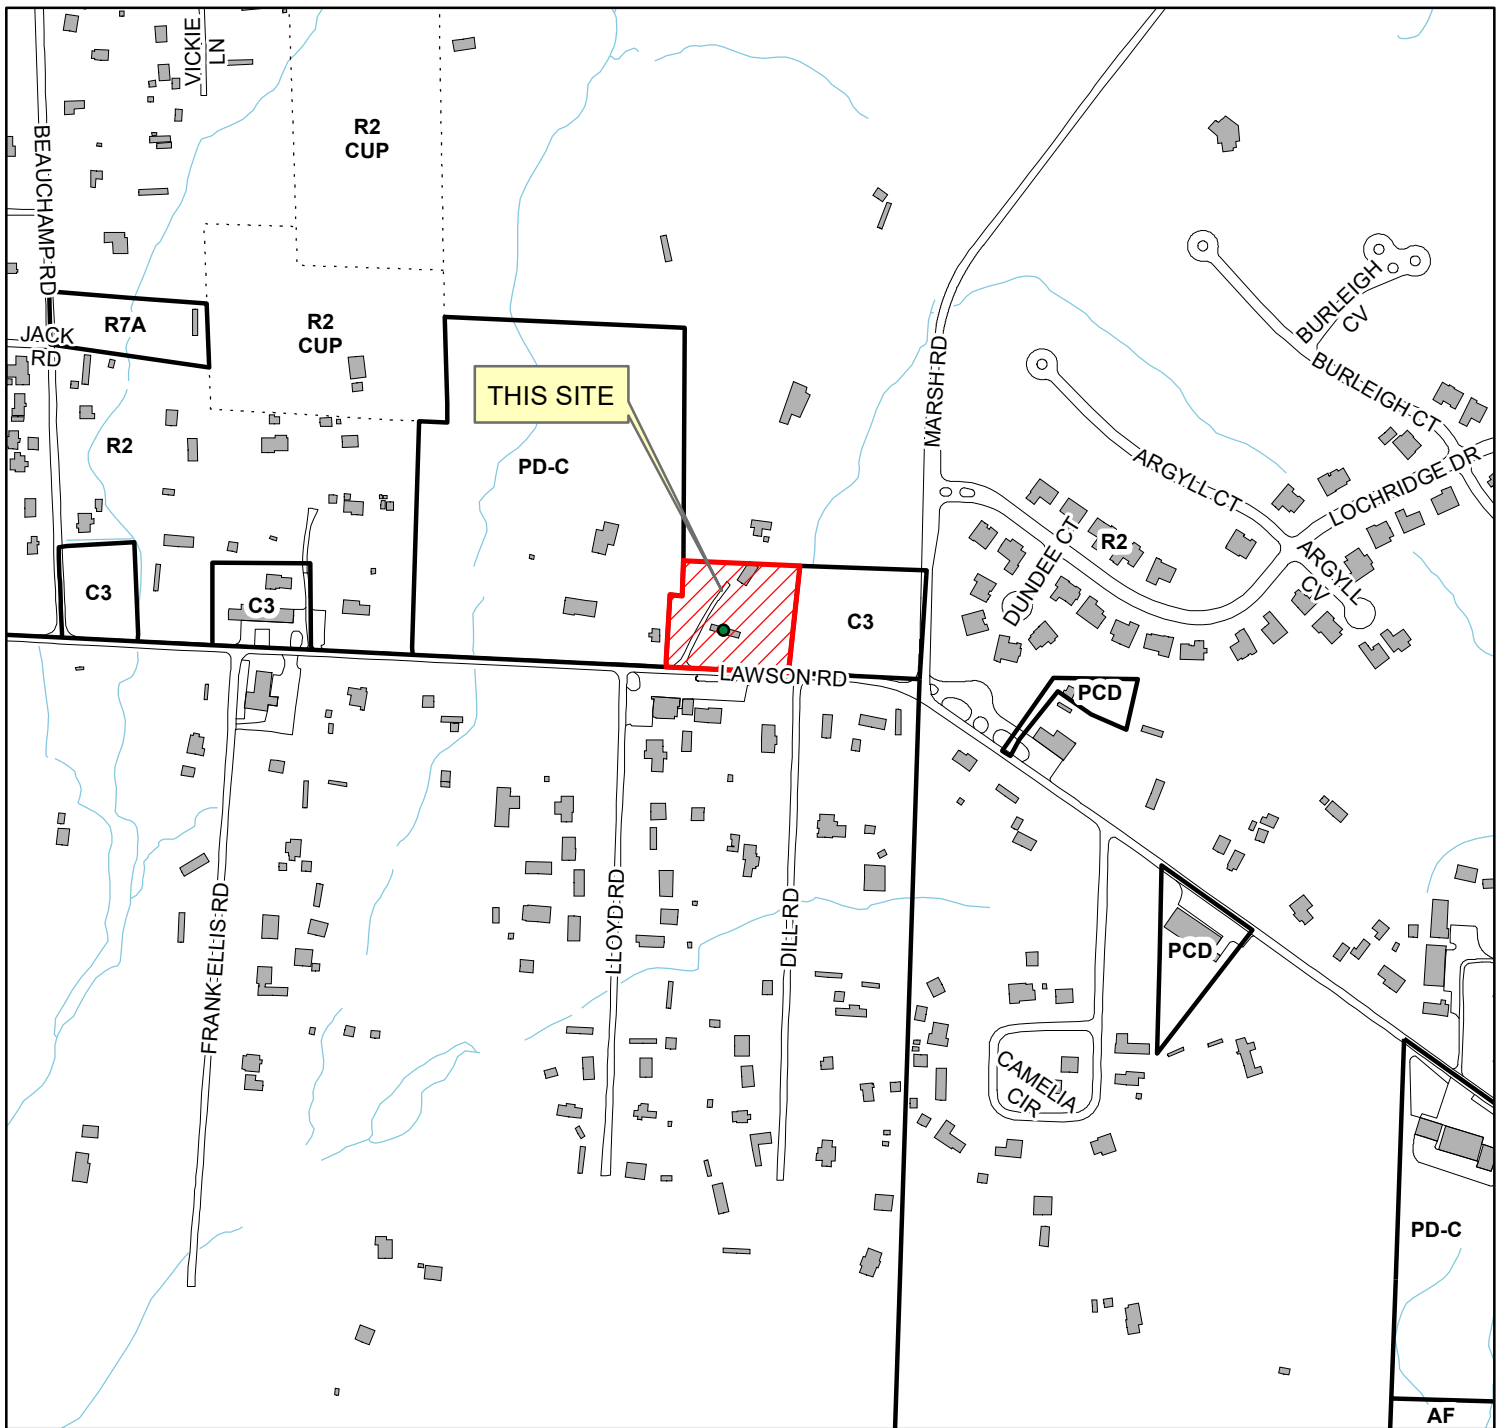 VICKIE
LN
BEAUCHAMP RD
R2
CUP
R7A
JACK
RD
R2
CUP
BURLEIGH
CV
BURLEIGH CT
MARSH RD
THIS SITE
R2
PD-C
ARGYLL CT
LOCHRIDGE DR
R2
DUNDEE CT
ARGYLL
CV
C3
C3
C3
LAWSON RD
PCD
FRANK ELLIS RD
LLOYD RD
DILL RD
PCD
CAMELIA
CIR
PD-C
AF